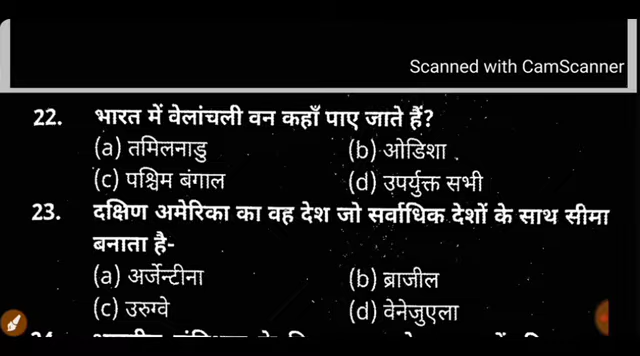 Scanned with CamScanner
22. भारत में वेलांचली वन कहाँ पाए जाते हैं?
(a) तमिलनाडु (b) ओडिशा
(c) पश्चिम बंगाल (d) उपर्युक्त सभी
23. दक्षिण अमेरिका का वह देश जो सर्वाधिक देशों के साथ सीमा
बनाता है-
(a) अर्जेन्टीना (b) ब्राजील
(c) उरुग्वे (d) वेनेजुएला